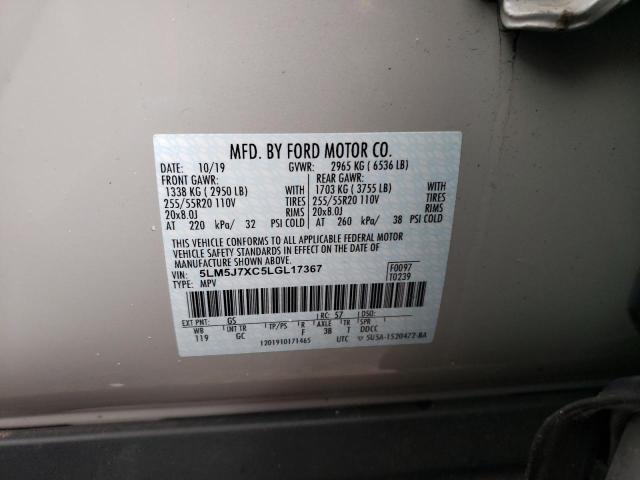 MFD. BY FORD MOTOR CO.
DATE: 10/19 GVWR: 2965 KG ( 6536 LB)
FRONT GAWR: REAR GAWR:
1338 KG ( 2950 LB) WITH 1703 KG ( 3755 LB) WITH
255/55R20 110V TIRES 255/55R20 110V TIRES
20x8.0J RIMS 20x8.0J RIMS
AT 220 kPa/ 32 PSI COLD AT 260 kPa/ 38 PSI COLD
THIS VEHICLE CONFORMS TO ALL APPLICABLE FEDERAL MOTOR
VEHICLE SAFETY STANDARDS IN EFFECT ON THE DATE OF
MANUFACTURE SHOWN ABOVE.
VIN: 5LM5J7XC5LGL17367 F0097
TYPE: MPV T0239
EXT PNT: GS RC: 57 DSO:
WB INT TR TP/PS R AXLE TR SPR
119 GC F 3B T DDCC
1201910171465 UTC 5U5A-1520472-BA